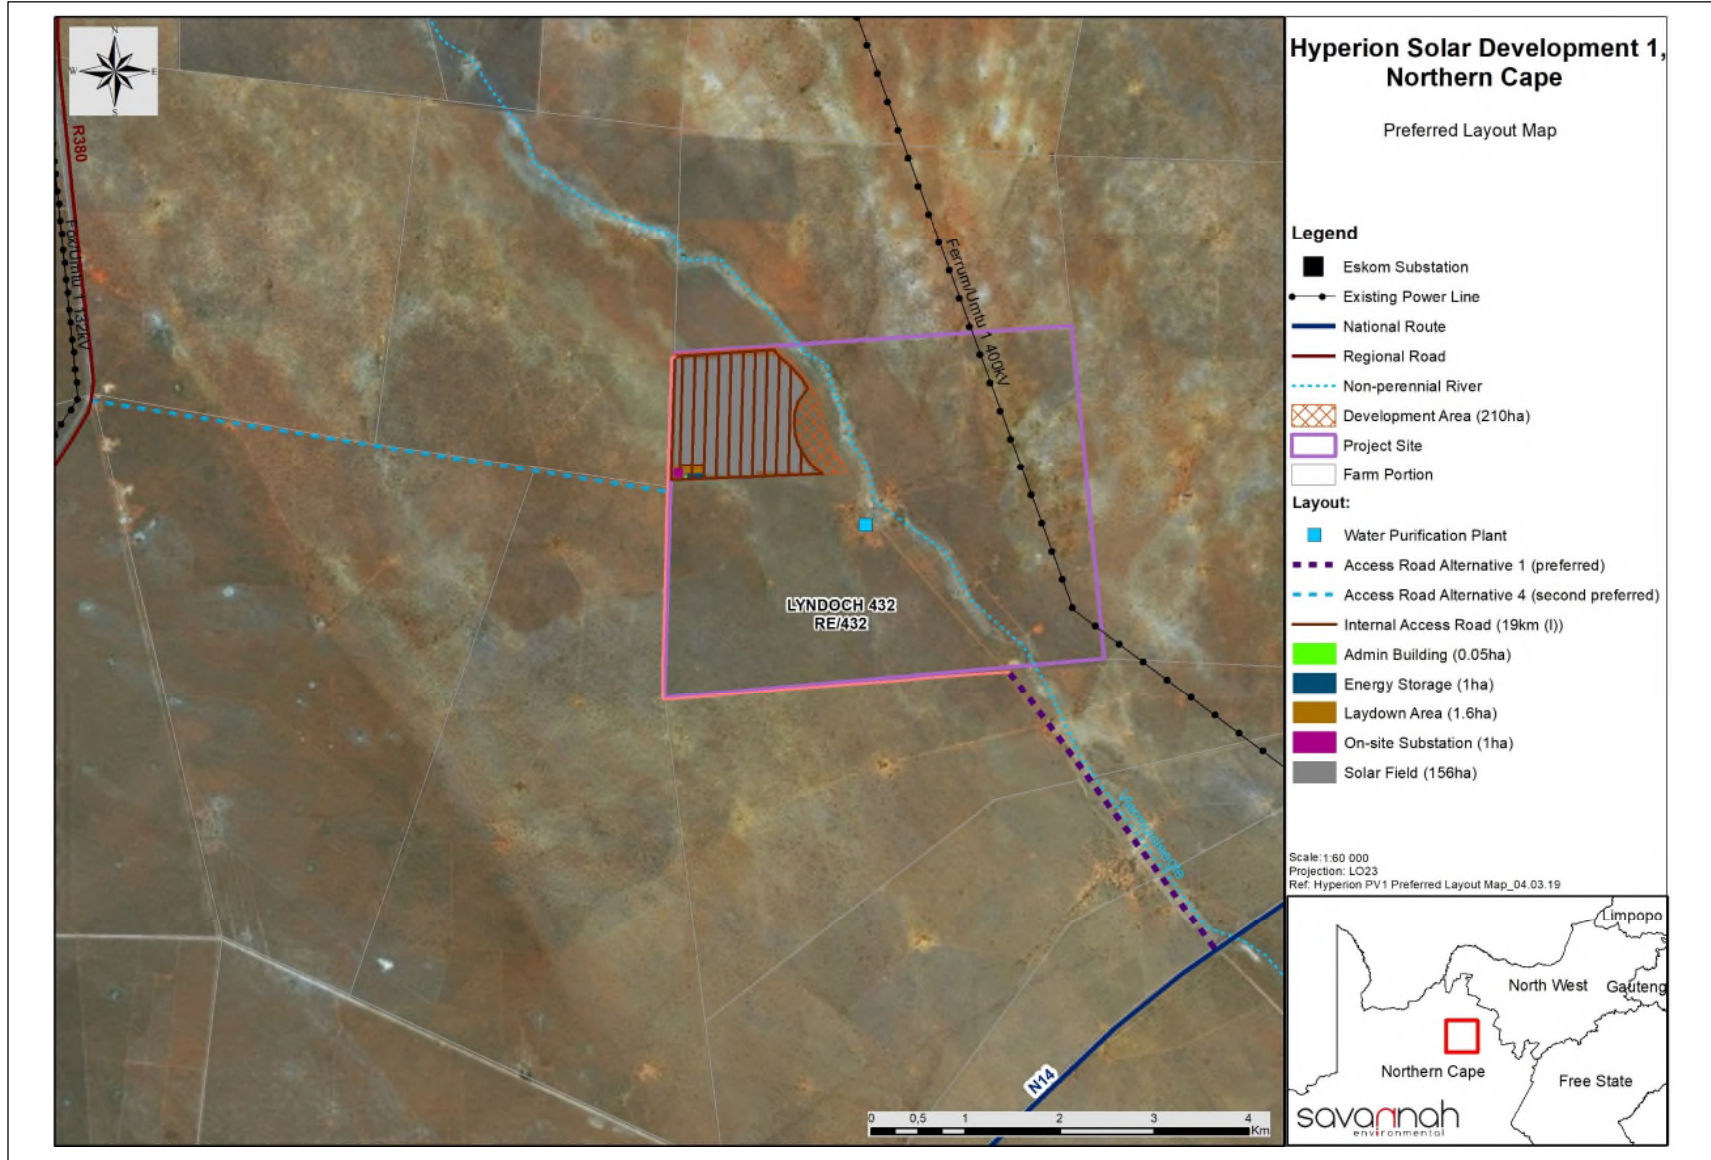 Hyperion Solar Development 1,
Northern Cape
Preferred Layout Map
Legend
Eskom Substation
Existing Power Line
National Route
Regional Road
Non-perennial River
Development Area (210ha)
Project Site
Farm Portion
Layout:
Water Purification Plant
Access Road Alternative 1 (preferred)
Access Road Alternative 4 (second preferred)
Internal Access Road (19km (l))
Admin Building (0.05ha)
Energy Storage (1ha)
Laydown Area (1.6ha)
On-site Substation (1ha)
Solar Field (156ha)
Scale:1:60 000
Projection: LO23
Ref: Hyperion PV1 Preferred Layout Map_04.03.19
Limpopo
North West
Gauteng
Northern Cape
Free State
savannah
environmental
N
W
E
S
R380
1 132kV
Ferrum/Umtu 1 400kV
LYNDOCH 432
RE/432
N14
0 0,5 1 2 3 4
Km